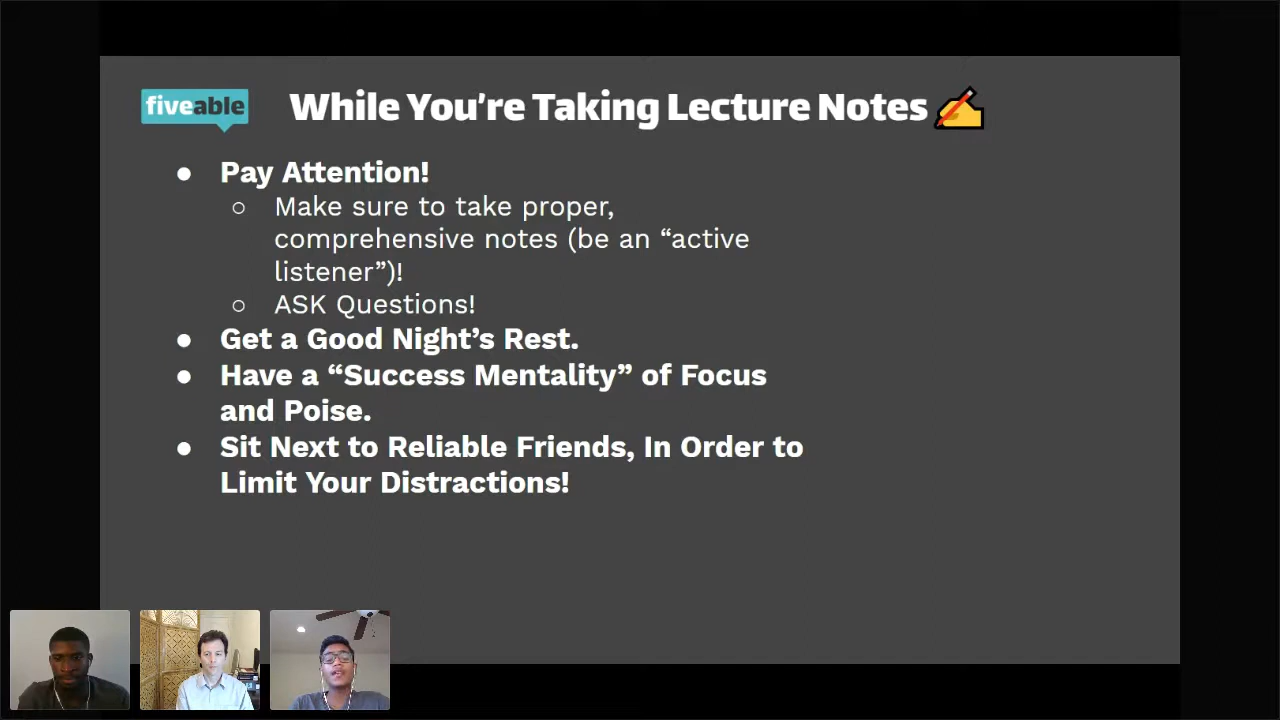 fiveable
While You're Taking Lecture Notes
● Pay Attention!
○ Make sure to take proper,
comprehensive notes (be an “active
listener”)!
○ ASK Questions!
● Get a Good Night’s Rest.
● Have a “Success Mentality” of Focus
and Poise.
● Sit Next to Reliable Friends, In Order to
Limit Your Distractions!